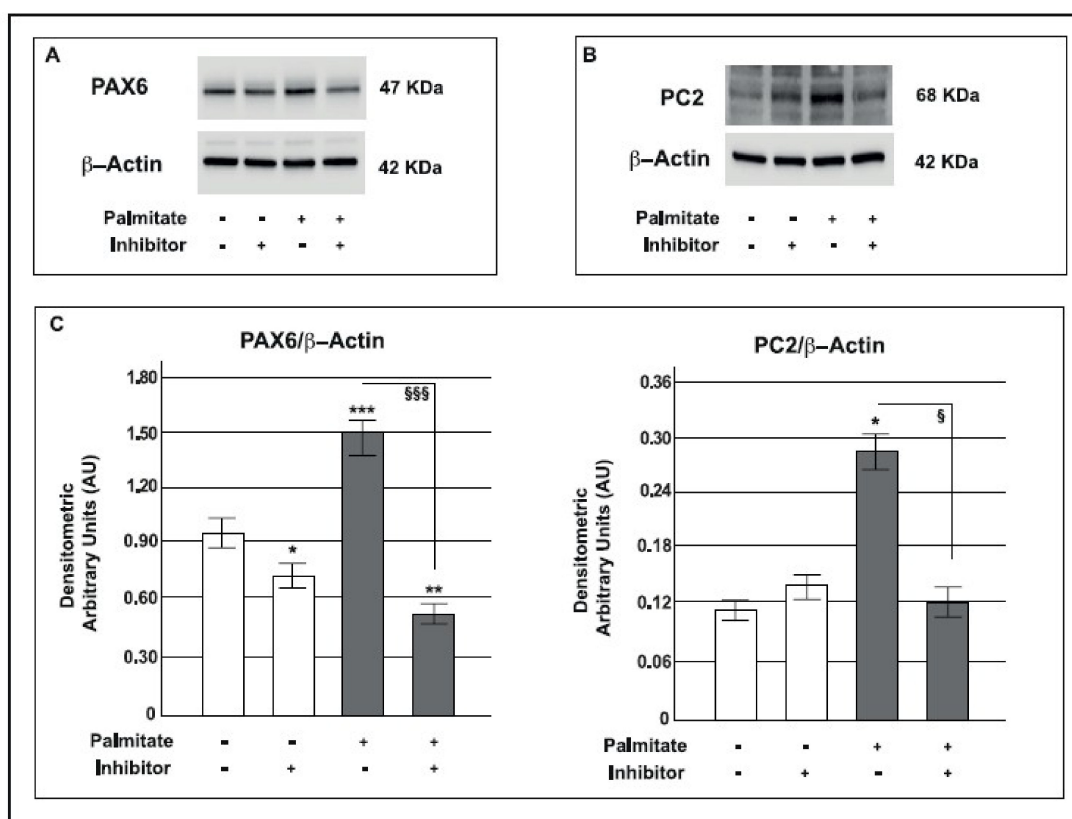 A
PAX6
47 KDa
β–Actin
42 KDa
Palmitate - - + +
Inhibitor - + - +
B
PC2
68 KDa
β–Actin
42 KDa
Palmitate - - + +
Inhibitor - + - +
C
PAX6/β–Actin
Densitometric
Arbitrary Units (AU)
1.80
1.50
1.20
0.90
0.60
0.30
0
*
***
**
§§§
Palmitate - - + +
Inhibitor - + - +
PC2/β–Actin
Densitometric
Arbitrary Units (AU)
0.36
0.30
0.24
0.18
0.12
0.06
0
*
§
Palmitate - - + +
Inhibitor - + - +